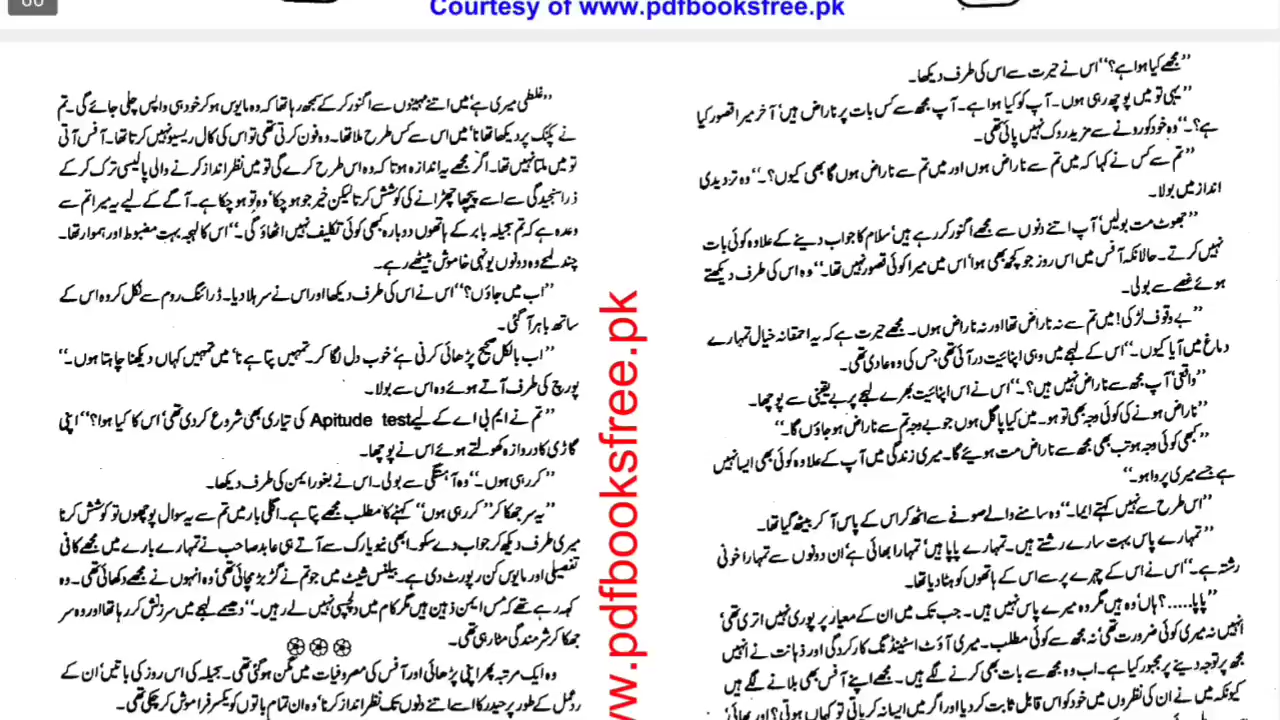 80
Courtesy of www.pdfbooksfree.pk
"مجھے کیا ہوا ہے؟" اس نے حیرت سے اس کی طرف دیکھا۔
"یہی تو میں پوچھ رہی ہوں۔ آپ کو کیا ہوا ہے۔ آپ مجھ سے کس بات پر ناراض ہیں' آخر میرا قصور کیا
ہے؟۔" وہ خود کو رونے سے مزید روک نہیں پائی تھی۔
"تم سے کس نے کہا کہ میں تم سے ناراض ہوں اور میں تم سے ناراض ہوں گا بھی کیوں؟۔" وہ تردیدی
انداز میں بولا۔
"جھوٹ مت بولیں' آپ اتنے دنوں سے مجھے اگنور کر رہے ہیں' سلام کا جواب دینے کے علاوہ کوئی بات
نہیں کرتے۔ حالانکہ آفس میں اس روز جو کچھ بھی ہوا' اس میں میرا کوئی قصور نہیں تھا۔" وہ اس کی طرف دیکھتے
ہوئے غصے سے بولی۔
"بے وقوف لڑکی! میں تم سے نہ ناراض تھا اور نہ ناراض ہوں۔ مجھے حیرت ہے کہ یہ احمقانہ خیال تمہارے
دماغ میں آیا کیوں۔" اس کے لہجے میں وہی اپنائیت در آئی تھی جس کی وہ عادی تھی۔
"واقعی' آپ مجھ سے ناراض نہیں ہیں؟۔" اس نے اس اپنائیت بھرے لہجے پر بے یقینی سے پوچھا۔
"ناراض ہونے کی کوئی وجہ بھی تو ہو۔ میں کیا پاگل ہوں جو بے وجہ تم سے ناراض ہو جاؤں گا۔"
"کبھی کوئی وجہ ہو تب بھی مجھ سے ناراض مت ہوئیے گا۔ میری زندگی میں آپ کے علاوہ کوئی بھی ایسا نہیں
ہے جسے میری پروا ہو۔"
"اس طرح سے نہیں کہتے ایما۔" وہ سامنے والے صوفے سے اٹھ کر اس کے پاس آ کر بیٹھ گیا تھا۔
"تمہارے پاس بہت سارے رشتے ہیں۔ تمہارے پاپا ہیں' تمہارا بھائی ہے' ان دونوں سے تمہارا خونی
رشتہ ہے۔" اس نے اس کے چہرے پر سے اس کے ہاتھوں کو ہٹا دیا تھا۔
"پاپا.....؟ ہاں' وہ ہیں مگر وہ میرے پاس نہیں ہیں۔ جب تک میں ان کے معیار پر پوری نہیں اتری تھی'
انہیں نہ میری کوئی ضرورت تھی' نہ مجھ سے کوئی مطلب۔ میری آؤٹ اسٹینڈنگ کارکردگی اور ذہانت نے انہیں
مجھ پر توجہ دینے پر مجبور کیا ہے۔ اب وہ مجھ سے بات بھی کرنے لگے ہیں۔ مجھے اپنے آفس بھی بلانے لگے ہیں
کیونکہ میں نے ان کی نظروں میں خود کو اس قابل ثابت کر دیا اور اگر میں ایسا نہ کر پاتی تو کہاں ہوتی؟ اور بھائی'
"غلطی میری ہے' میں اتنے مہینوں سے اگنور کر کے سمجھ رہا تھا کہ وہ مایوس ہو کر خود ہی واپس چلی جائے گی۔ تم
نے پکنک پر دیکھا تھا نا' میں اس سے کس طرح ملا تھا۔ وہ فون کرتی تھی تو اس کی کال ریسیو نہیں کرتا تھا۔ آفس آتی
تو میں ملتا نہیں تھا۔ اگر مجھے یہ اندازہ ہوتا کہ وہ اس طرح کرے گی تو میں نظر انداز کرنے والی پالیسی ترک کر کے
ذرا سنجیدگی سے اس سے پیچھا چھڑانے کی کوشش کرتا لیکن خیر جو ہو چکا' وہ تو ہو چکا ہے۔ آگے کے لیے یہ میرا تم سے
وعدہ ہے کہ تم جمیلہ بابر کے ہاتھوں دوبارہ کبھی کوئی تکلیف نہیں اٹھاؤ گی۔" اس کا لہجہ بہت مضبوط اور ہموار تھا۔
چند لمحے وہ دونوں یونہی خاموش بیٹھے رہے۔
"اب میں جاؤں؟" اس نے اس کی طرف دیکھا اور اس نے سر ہلا دیا۔ ڈرائنگ روم سے نکل کر وہ اس کے
ساتھ باہر آ گئی۔
"اب بالکل صحیح پڑھائی کرنی ہے' خوب دل لگا کر۔ تمہیں پتا ہے نا' میں تمہیں کہاں دیکھنا چاہتا ہوں۔"
پورچ کی طرف آتے ہوئے وہ اس سے بولا۔
"تم نے ایم بی اے کے لیے Apitude test کی تیاری بھی شروع کر دی تھی' اس کا کیا ہوا؟" اپنی
گاڑی کا دروازہ کھولتے ہوئے اس نے پوچھا۔
"کر رہی ہوں۔" وہ آہستگی سے بولی۔ اس نے بغور ایمن کی طرف دیکھا۔
"یہ سر جھکا کر "کر رہی ہوں" کہنے کا مطلب مجھے پتا ہے۔ اگلی بار میں تم سے یہ سوال پوچھوں تو کوشش کرنا
میری طرف دیکھ کر جواب دے سکو۔ ابھی نیویارک سے آتے ہی عابد صاحب نے تمہارے بارے میں مجھے کافی
تفصیلی اور مایوس کن رپورٹ دی ہے۔ بیلنس شیٹ میں جو تم نے گڑبڑ مچائی تھی' وہ انہوں نے مجھے دکھائی تھی۔ وہ
کہہ رہے تھے کہ مس ایمن ذہین ہیں مگر کام میں دلچسپی نہیں لے رہیں۔" دھیمے لہجے میں سرزنش کر رہا تھا اور وہ سر
جھکا کر شرمندگی مٹا رہی تھی۔
وہ ایک مرتبہ پھر اپنی پڑھائی اور آفس کی مصروفیات میں مگن ہو گئی تھی۔ جمیلہ کی اس روز کی باتیں' ان کے
ردعمل کے طور پر حیدر کا اسے اتنے دنوں تک نظر انداز کرنا' وہ ان تمام باتوں کو یکسر فراموش کر چکی تھی۔
www.pdfbooksfree.pk